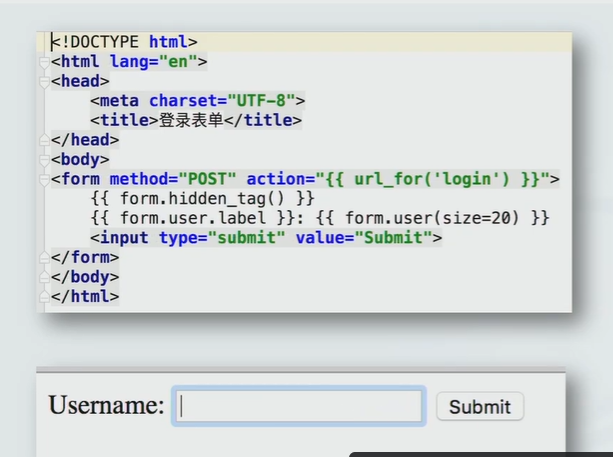 <!DOCTYPE html>
<html lang="en">
<head>
    <meta charset="UTF-8">
    <title>登录表单</title>
</head>
<body>
<form method="POST" action="{{ url_for('login') }}">
    {{ form.hidden_tag() }}
    {{ form.user.label }}: {{ form.user(size=20) }}
    <input type="submit" value="Submit">
</form>
</body>
</html>
Username: Submit